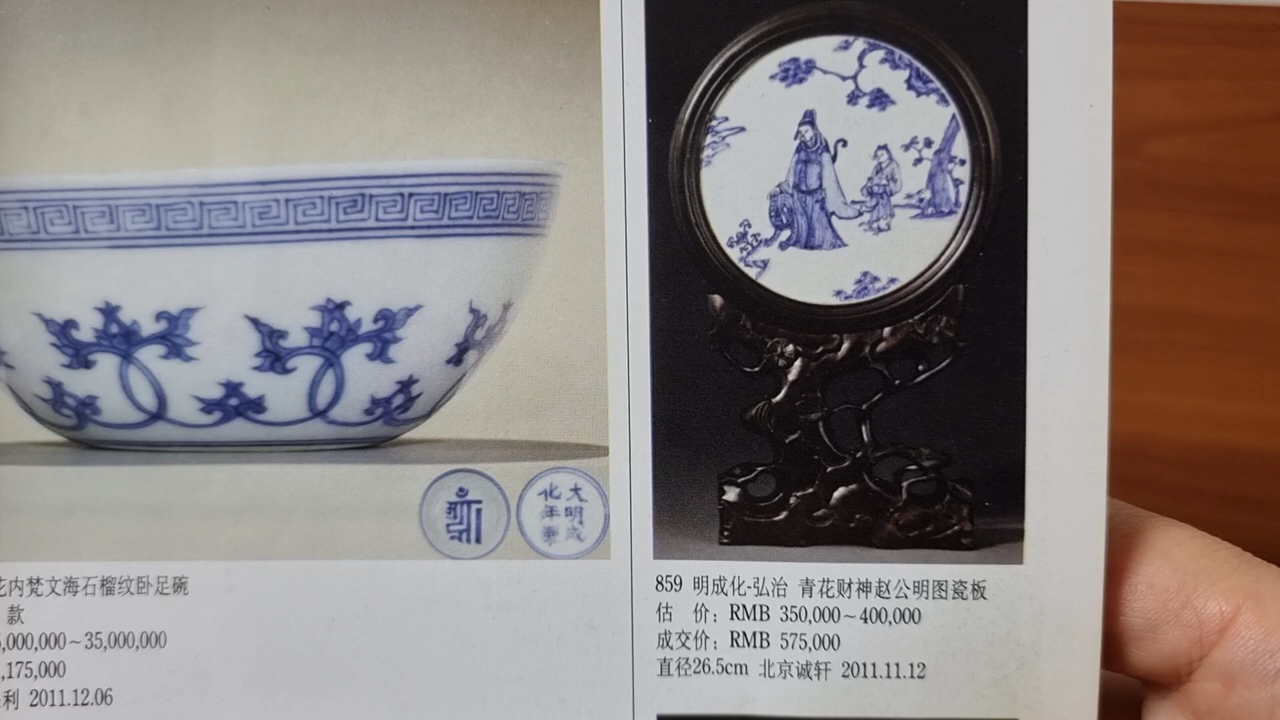 大明成
化年製
花内梵文海石榴纹卧足碗
款
5,000,000~35,000,000
,175,000
利 2011.12.06
859 明成化-弘治 青花财神赵公明图瓷板
估 价：RMB 350,000~400,000
成交价：RMB 575,000
直径26.5cm 北京诚轩 2011.11.12